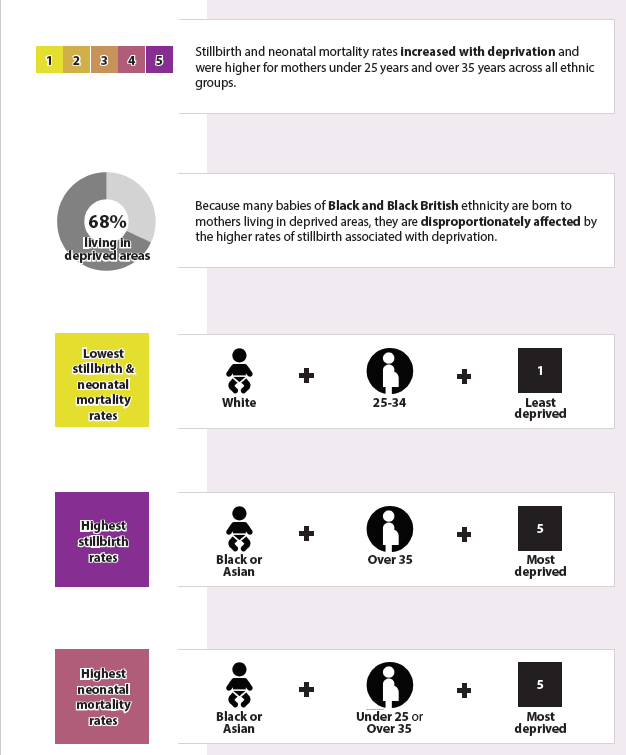 1 2 3 4 5
Stillbirth and neonatal mortality rates increased with deprivation and
were higher for mothers under 25 years and over 35 years across all ethnic
groups.
68%
living in
deprived areas
Because many babies of Black and Black British ethnicity are born to
mothers living in deprived areas, they are disproportionately affected by
the higher rates of stillbirth associated with deprivation.
Lowest
stillbirth &
neonatal
mortality
rates
White
25-34
1
Least
deprived
Highest
stillbirth
rates
Black or
Asian
Over 35
5
Most
deprived
Highest
neonatal
mortality
rates
Black or
Asian
Under 25 or
Over 35
5
Most
deprived